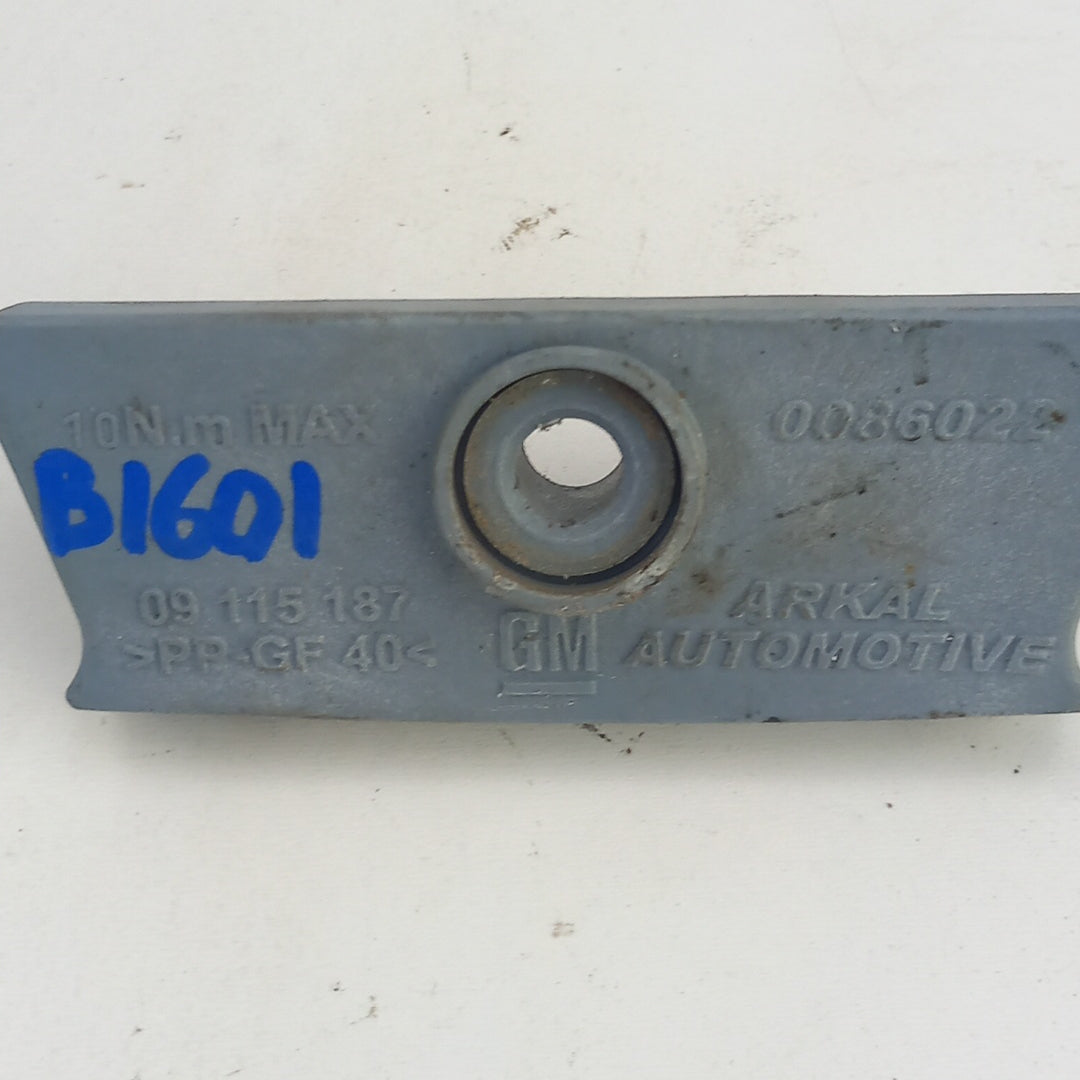 10N.m MAX
0086022
B1601
09 115 187
>PP-GF 40<
GM
ARKAL
AUTOMOTIVE